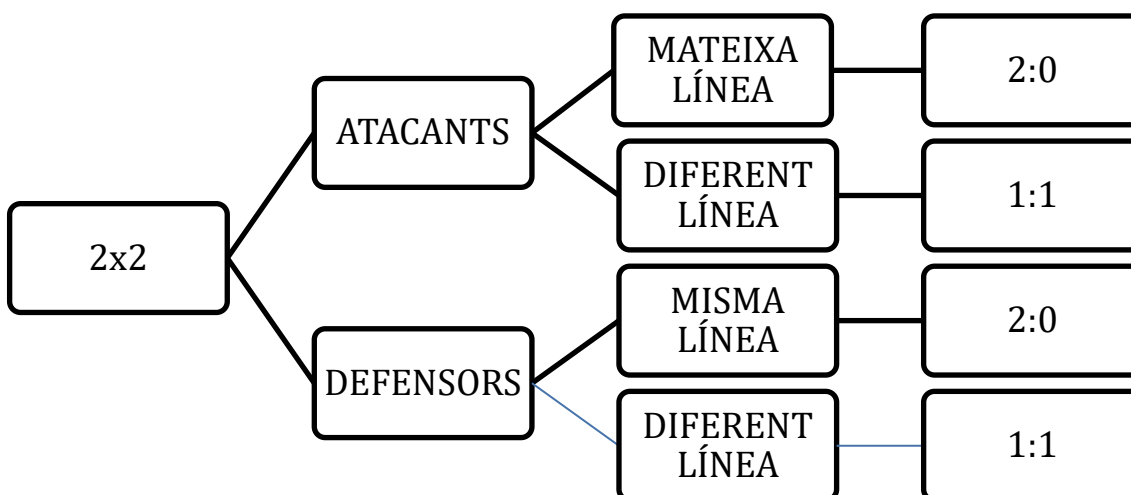 2x2
ATACANTS
MATEIXA
LÍNEA
2:0
DIFERENT
LÍNEA
1:1
DEFENSORS
MISMA
LÍNEA
2:0
DIFERENT
LÍNEA
1:1